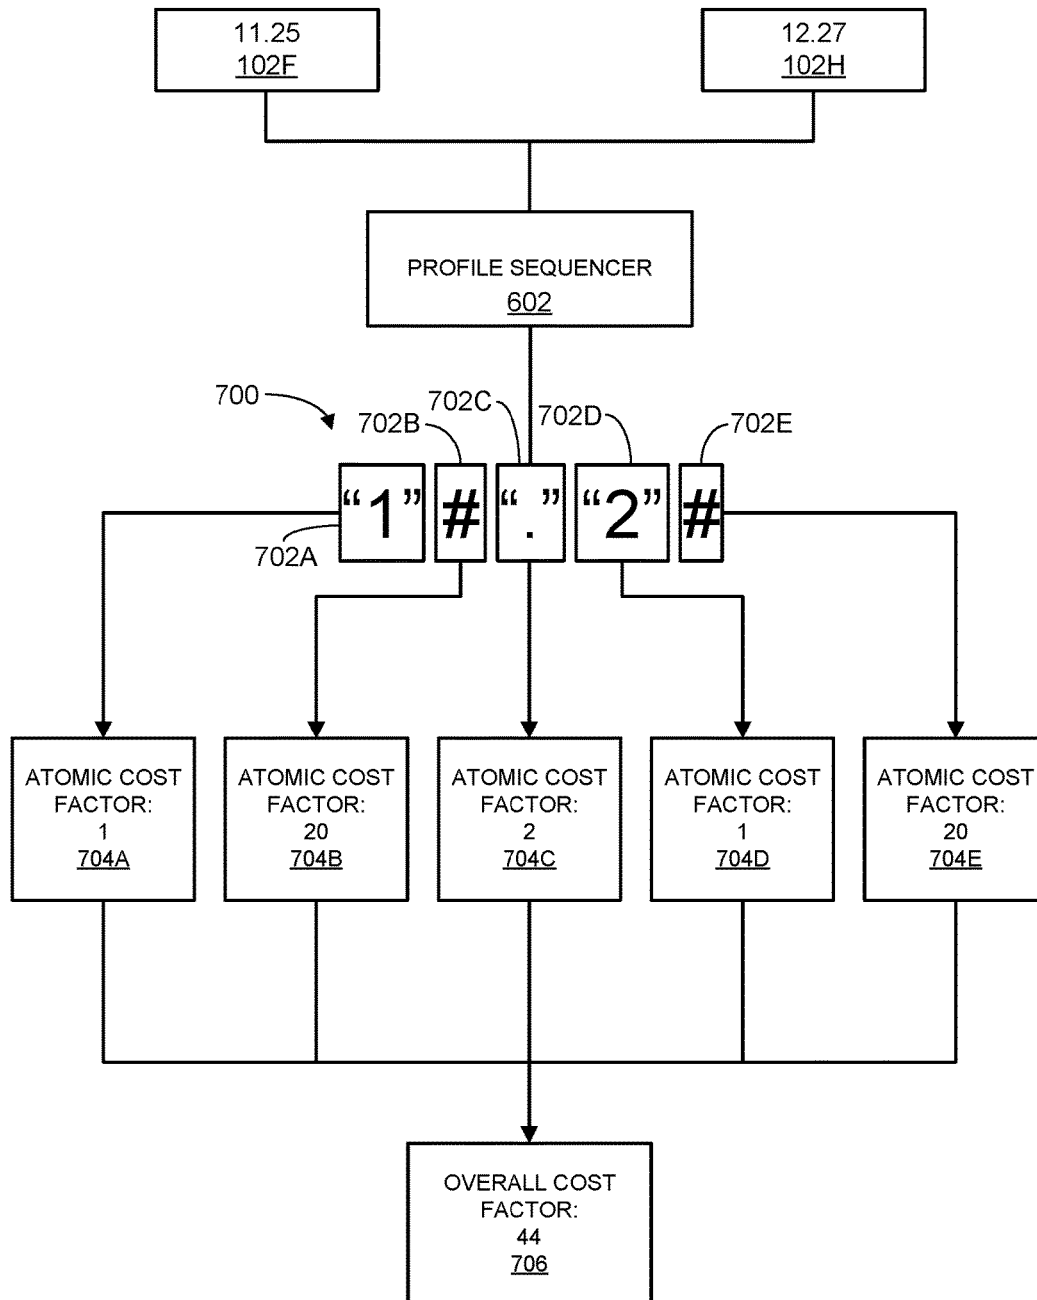 11.25
102F
12.27
102H
PROFILE SEQUENCER
602
700
702B
702C
702D
702E
“1”
#
“.”
“2”
#
702A
ATOMIC COST
FACTOR:
1
704A
ATOMIC COST
FACTOR:
20
704B
ATOMIC COST
FACTOR:
2
704C
ATOMIC COST
FACTOR:
1
704D
ATOMIC COST
FACTOR:
20
704E
OVERALL COST
FACTOR:
44
706